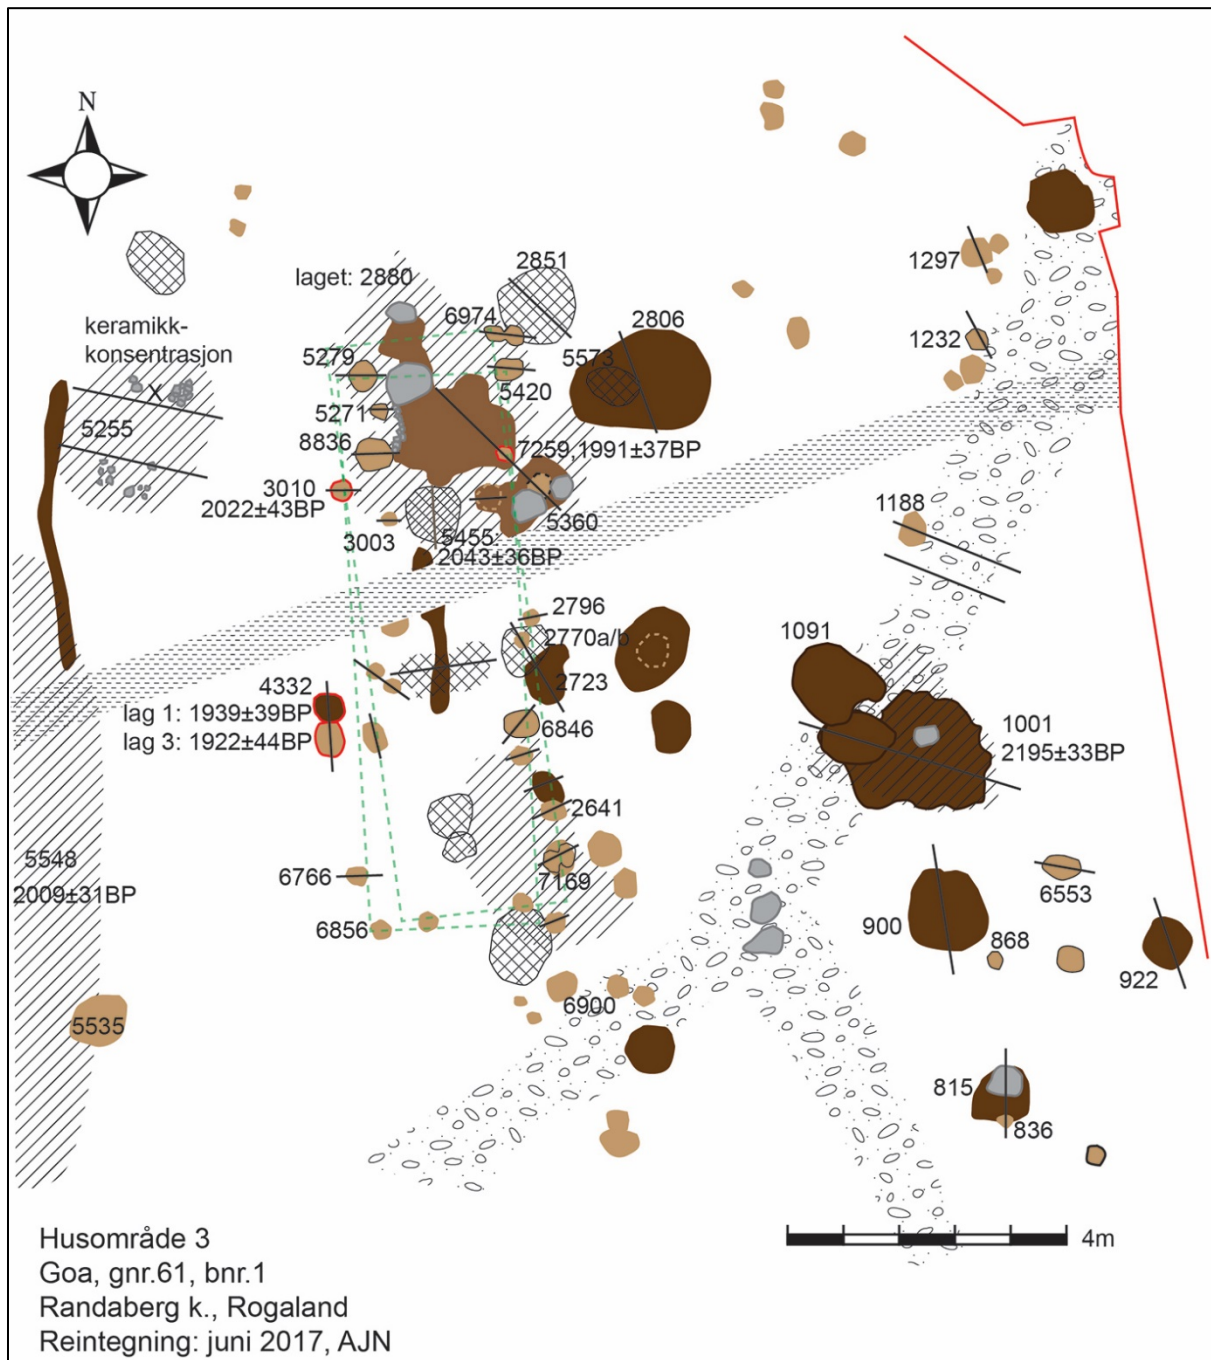 N
laget: 2880
2851
6974
2806
keramikk-
konsentrasjon
5279
5573
1297
1232
5420
5271
5255
8836
7259,1991±37BP
3010
2022±43BP
3003
5455
2043±36BP
5360
1188
2796
2770a/b
2723
1091
4332
lag 1: 1939±39BP
lag 3: 1922±44BP
6846
1001
2195±33BP
2641
5548
2009±31BP
6766
7169
6856
6553
900
868
922
5535
6900
815
836
4m
Husområde 3
Goa, gnr.61, bnr.1
Randaberg k., Rogaland
Reintegning: juni 2017, AJN